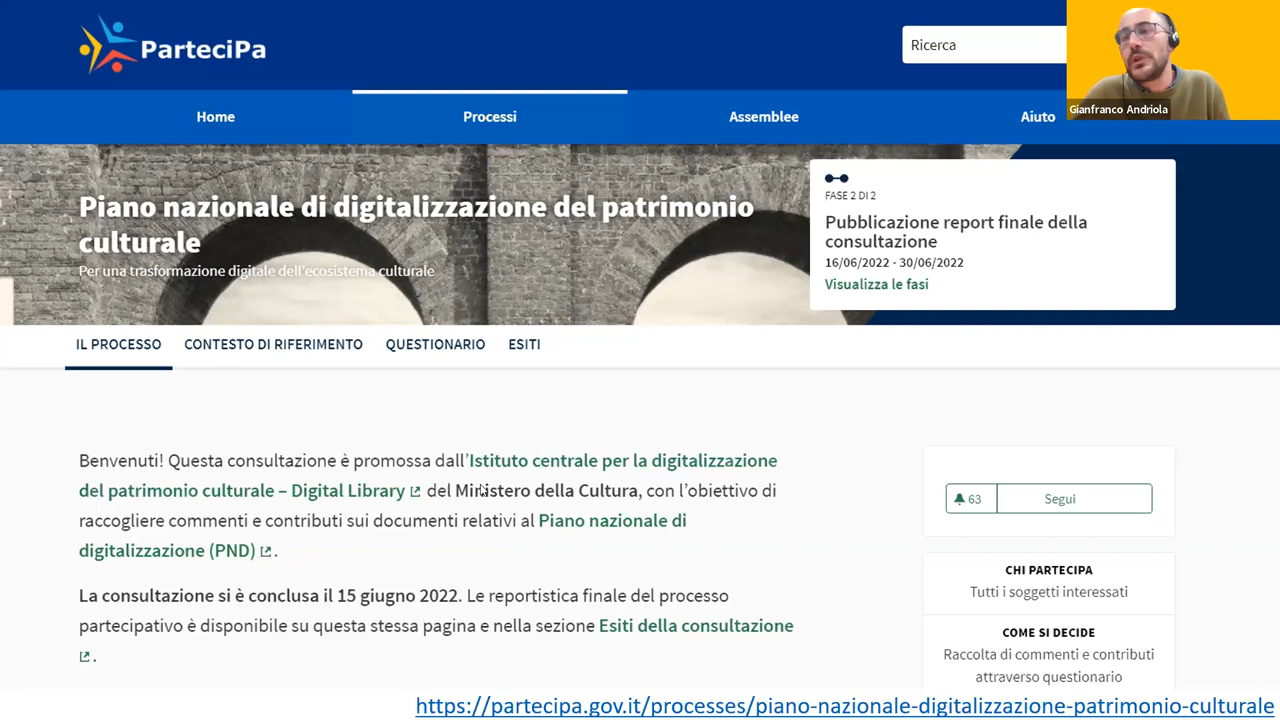 ParteciPa
Ricerca
Gianfranco Andriola
Home
Processi
Assemblee
Aiuto
Piano nazionale di digitalizzazione del patrimonio
culturale
Per una trasformazione digitale dell'ecosistema culturale
FASE 2 DI 2
Pubblicazione report finale della
consultazione
16/06/2022 - 30/06/2022
Visualizza le fasi
IL PROCESSO
CONTESTO DI RIFERIMENTO
QUESTIONARIO
ESITI
Benvenuti! Questa consultazione è promossa dall'Istituto centrale per la digitalizzazione
del patrimonio culturale – Digital Library del Ministero della Cultura, con l'obiettivo di
raccogliere commenti e contributi sui documenti relativi al Piano nazionale di
digitalizzazione (PND) .
La consultazione si è conclusa il 15 giugno 2022. Le reportistica finale del processo
partecipativo è disponibile su questa stessa pagina e nella sezione Esiti della consultazione
.
63
Segui
CHI PARTECIPA
Tutti i soggetti interessati
COME SI DECIDE
Raccolta di commenti e contributi
attraverso questionario
https://partecipa.gov.it/processes/piano-nazionale-digitalizzazione-patrimonio-culturale